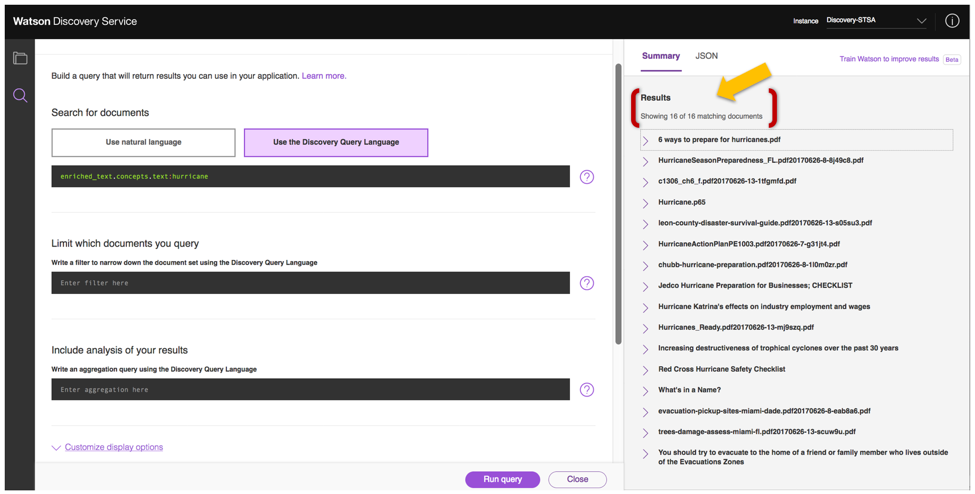 Watson Discovery Service
Instance
Discovery-STSA
Build a query that will return results you can use in your application. Learn more.
Search for documents
Use natural language
Use the Discovery Query Language
enriched_text.concepts.text:hurricane
?
Limit which documents you query
Write a filter to narrow down the document set using the Discovery Query Language
Enter filter here
?
Include analysis of your results
Write an aggregation query using the Discovery Query Language
Enter aggregation here
?
Customize display options
Run query
Close
Summary
JSON
Train Watson to improve results
Beta
Results
Showing 16 of 16 matching documents
6 ways to prepare for hurricanes.pdf
HurricaneSeasonPreparedness_FL.pdf20170626-8-8j49c8.pdf
c1306_ch6_f.pdf20170626-13-1tfgmfd.pdf
Hurricane.p65
leon-county-disaster-survival-guide.pdf20170626-13-s05su3.pdf
HurricaneActionPlanPE1003.pdf20170626-7-g31jt4.pdf
chubb-hurricane-preparation.pdf20170626-8-1l0m0zr.pdf
Jedco Hurricane Preparation for Businesses; CHECKLIST
Hurricane Katrina's effects on industry employment and wages
Hurricanes_Ready.pdf20170626-13-mj9szq.pdf
Increasing destructiveness of trophical cyclones over the past 30 years
Red Cross Hurricane Safety Checklist
What's in a Name?
evacuation-pickup-sites-miami-dade.pdf20170626-8-eab8a6.pdf
trees-damage-assess-miami-fl.pdf20170626-13-scuw9u.pdf
You should try to evacuate to the home of a friend or family member who lives outside
of the Evacuations Zones